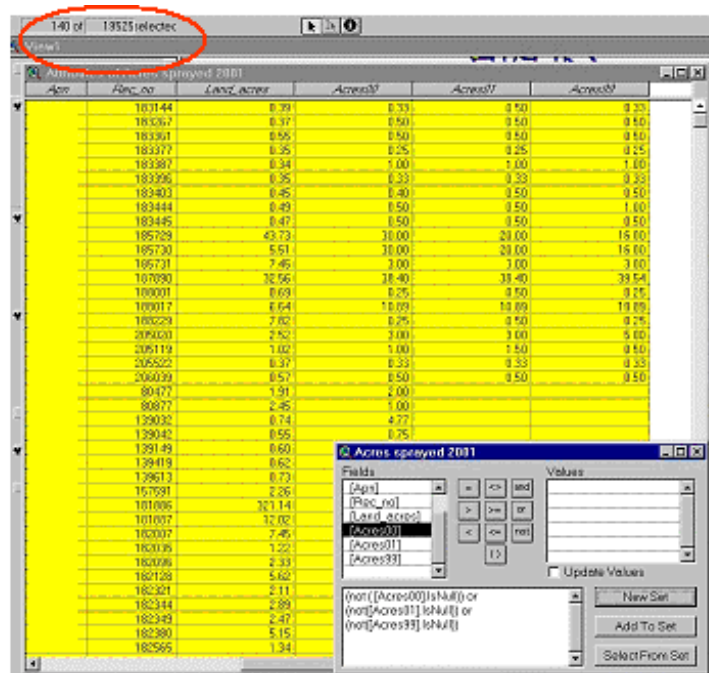 140 of 19525 selected
View1
Attributes of Acres sprayed 2001
Apn Rec_no Land_acres Acres00 Acres01 Acres99
183144 0.39 0.33 0.50 0.33
183267 0.37 0.50 0.50 0.50
183361 0.55 0.50 0.50 0.50
183377 0.35 0.25 0.25 0.25
183387 0.34 1.00 1.00 1.00
183396 0.35 0.33 0.33 0.33
183403 0.45 0.40 0.50 0.50
183444 0.49 0.50 0.50 1.00
183445 0.47 0.50 0.50 0.50
185729 43.73 30.00 20.00 16.00
185730 5.51 30.00 20.00 16.00
185731 7.45 3.00 3.00 3.00
187890 32.56 38.40 38.40 39.54
188001 0.69 0.25 0.50 0.25
188017 6.64 10.89 10.89 10.89
188229 7.82 0.25 0.50 0.25
205020 2.52 3.00 3.00 5.00
205119 1.02 1.00 1.50 0.50
205522 0.37 0.33 0.33 0.33
206039 0.57 0.50 0.50 0.50
80477 1.91 2.00
80877 2.45 1.00
139032 0.74 4.77
139042 0.55 0.75
139149 0.60
139419 0.62
139613 0.73
157591 2.26
181886 321.14
181887 12.02
182007 7.45
182036 1.22
182096 2.33
182128 5.62
182321 2.11
182344 2.89
182349 2.47
182380 5.15
182565 1.34
Acres sprayed 2001
Fields Values
[Apn] = <> and
[Rec_no]
[Land_acres] > >= or
[Acres00] < <= not
[Acres01]
[Acres99] ( )
Update Values
(not ( [Acres00].IsNull)) or
(not([Acres01].IsNull)) or
(not([Acres99].IsNull))
New Set
Add To Set
Select From Set